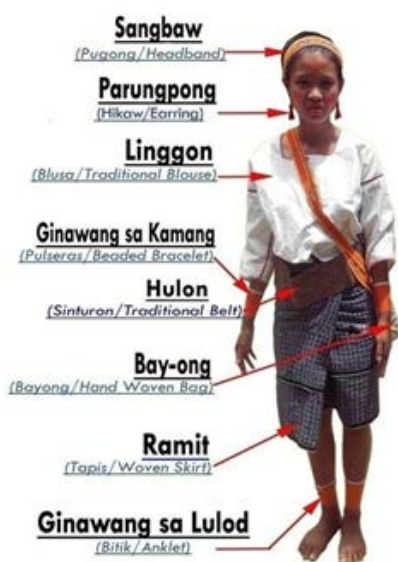 Sangbaw
(Pugong/Headband)
Parungpong
(Hikaw/Earring)
Linggon
(Blusa/Traditional Blouse)
Ginawang sa Kamang
(Pulseras/Beaded Bracelet)
Hulon
(Sinturon/Traditional Belt)
Bay-ong
(Bayong/Hand Woven Bag)
Ramit
(Tapis/Woven Skirt)
Ginawang sa Lulod
(Bitik/Anklet)